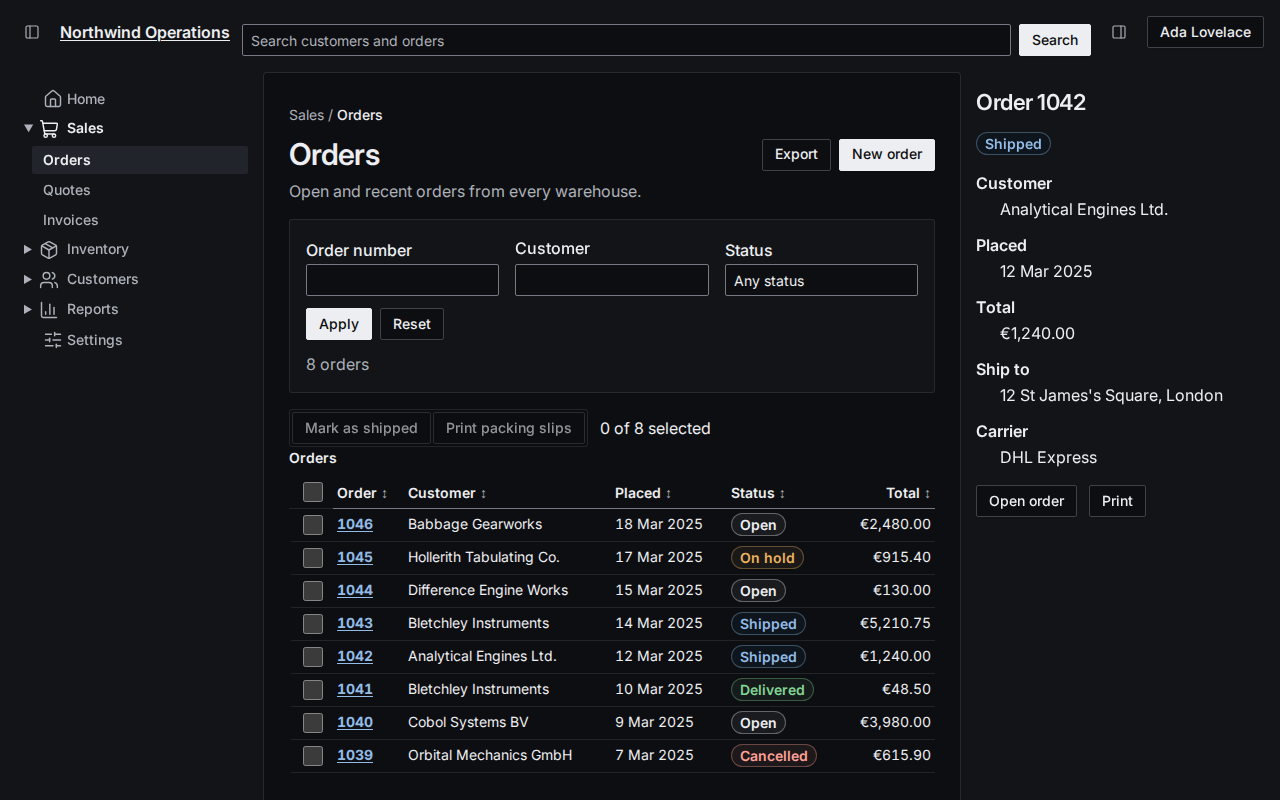 Northwind Operations
Search customers and orders
Search
Ada Lovelace
Home
Sales
Orders
Quotes
Invoices
Inventory
Customers
Reports
Settings
Sales / Orders
Orders
Export
New order
Open and recent orders from every warehouse.
Order number
Customer
Status
Any status
Apply
Reset
8 orders
Mark as shipped
Print packing slips
0 of 8 selected
Orders
Order ↕ Customer ↕ Placed ↕ Status ↕ Total ↕
1046 Babbage Gearworks 18 Mar 2025 Open €2,480.00
1045 Hollerith Tabulating Co. 17 Mar 2025 On hold €915.40
1044 Difference Engine Works 15 Mar 2025 Open €130.00
1043 Bletchley Instruments 14 Mar 2025 Shipped €5,210.75
1042 Analytical Engines Ltd. 12 Mar 2025 Shipped €1,240.00
1041 Bletchley Instruments 10 Mar 2025 Delivered €48.50
1040 Cobol Systems BV 9 Mar 2025 Open €3,980.00
1039 Orbital Mechanics GmbH 7 Mar 2025 Cancelled €615.90
Order 1042
Shipped
Customer
Analytical Engines Ltd.
Placed
12 Mar 2025
Total
€1,240.00
Ship to
12 St James's Square, London
Carrier
DHL Express
Open order
Print